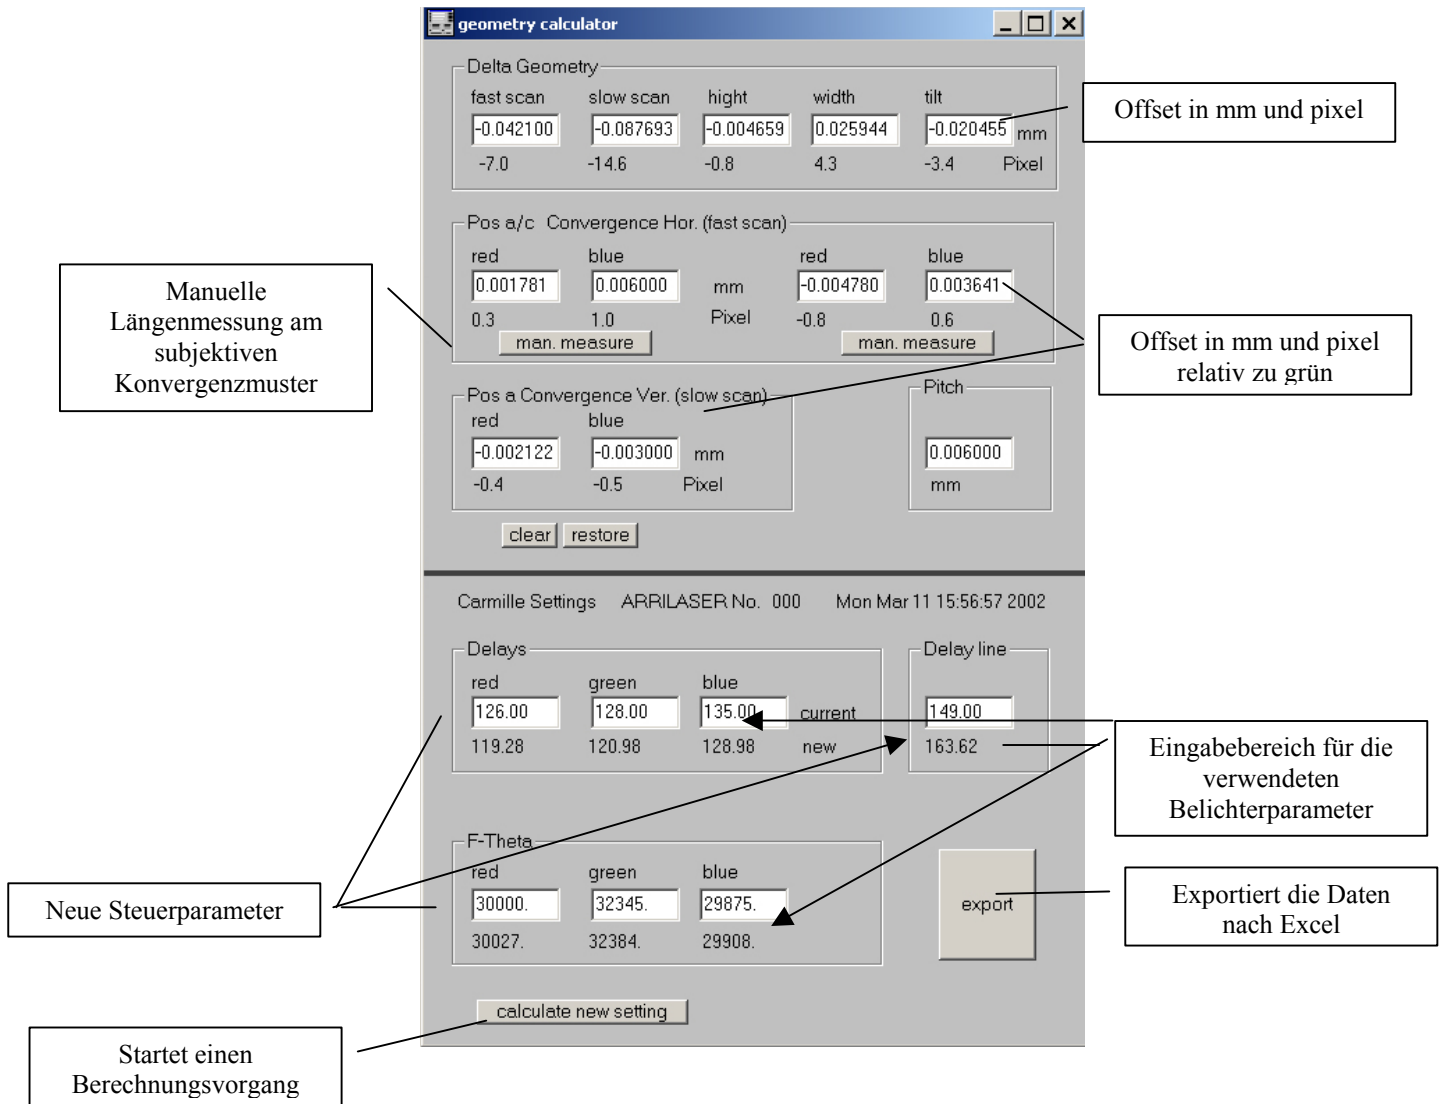 geometry calculator
Delta Geometry
fast scan slow scan hight width tilt
-0.042100 -0.087693 -0.004659 0.025944 -0.020455 mm
-7.0 -14.6 -0.8 4.3 -3.4 Pixel
Offset in mm und pixel
Pos a/c Convergence Hor. (fast scan)
red blue red blue
0.001781 0.006000 mm -0.004780 0.003641
0.3 1.0 Pixel -0.8 0.6
man. measure man. measure
Manuelle
Längenmessung am
subjektiven
Konvergenzmuster
Offset in mm und pixel
relativ zu grün
Pos a Convergence Ver. (slow scan)
red blue
-0.002122 -0.003000 mm
-0.4 -0.5 Pixel
Pitch
0.006000
mm
clear restore
Carmille Settings ARRILASER No. 000 Mon Mar 11 15:56:57 2002
Delays
red green blue
126.00 128.00 135.00 current
119.28 120.98 128.98 new
Delay line
149.00
163.62
Eingabebereich für die
verwendeten
Belichterparameter
F-Theta
red green blue
30000. 32345. 29875.
30027. 32384. 29908.
export
Neue Steuerparameter
Exportiert die Daten
nach Excel
calculate new setting
Startet einen
Berechnungsvorgang